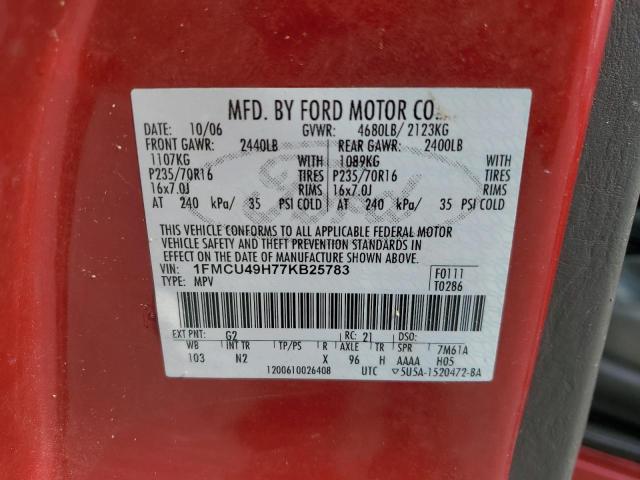 MFD. BY FORD MOTOR CO.
DATE: 10/06 GVWR: 4680LB/ 2123KG
FRONT GAWR: 2440LB REAR GAWR: 2400LB
1107KG WITH 1089KG WITH
P235/70R16 TIRES P235/70R16 TIRES
16x7.0J RIMS 16x7.0J RIMS
AT 240 kPa/ 35 PSI COLD AT 240 kPa/ 35 PSI COLD
THIS VEHICLE CONFORMS TO ALL APPLICABLE FEDERAL MOTOR
VEHICLE SAFETY AND THEFT PREVENTION STANDARDS IN
EFFECT ON THE DATE OF MANUFACTURE SHOWN ABOVE.
VIN: 1FMCU49H77KB25783 F0111
TYPE: MPV T0286
EXT PNT: G2 RC: 21 DSO:
WB INT TR TP/PS R AXLE TR SPR 7M61A
103 N2 X 96 H AAAA H05
1200610026408 UTC ▽5U5A-1520472-BA
Ford